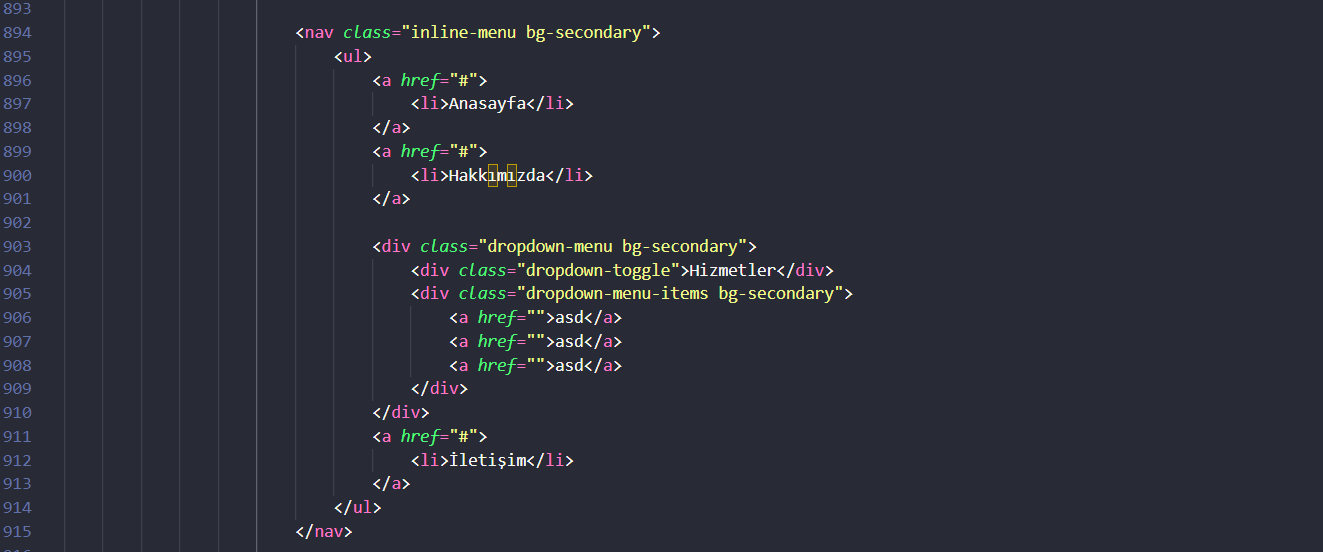 893
894 <nav class="inline-menu bg-secondary">
895 <ul>
896 <a href="#">
897 <li>Anasayfa</li>
898 </a>
899 <a href="#">
900 <li>Hakkımızda</li>
901 </a>
902
903 <div class="dropdown-menu bg-secondary">
904 <div class="dropdown-toggle">Hizmetler</div>
905 <div class="dropdown-menu-items bg-secondary">
906 <a href="">asd</a>
907 <a href="">asd</a>
908 <a href="">asd</a>
909 </div>
910 </div>
911 <a href="#">
912 <li>İletişim</li>
913 </a>
914 </ul>
915 </nav>